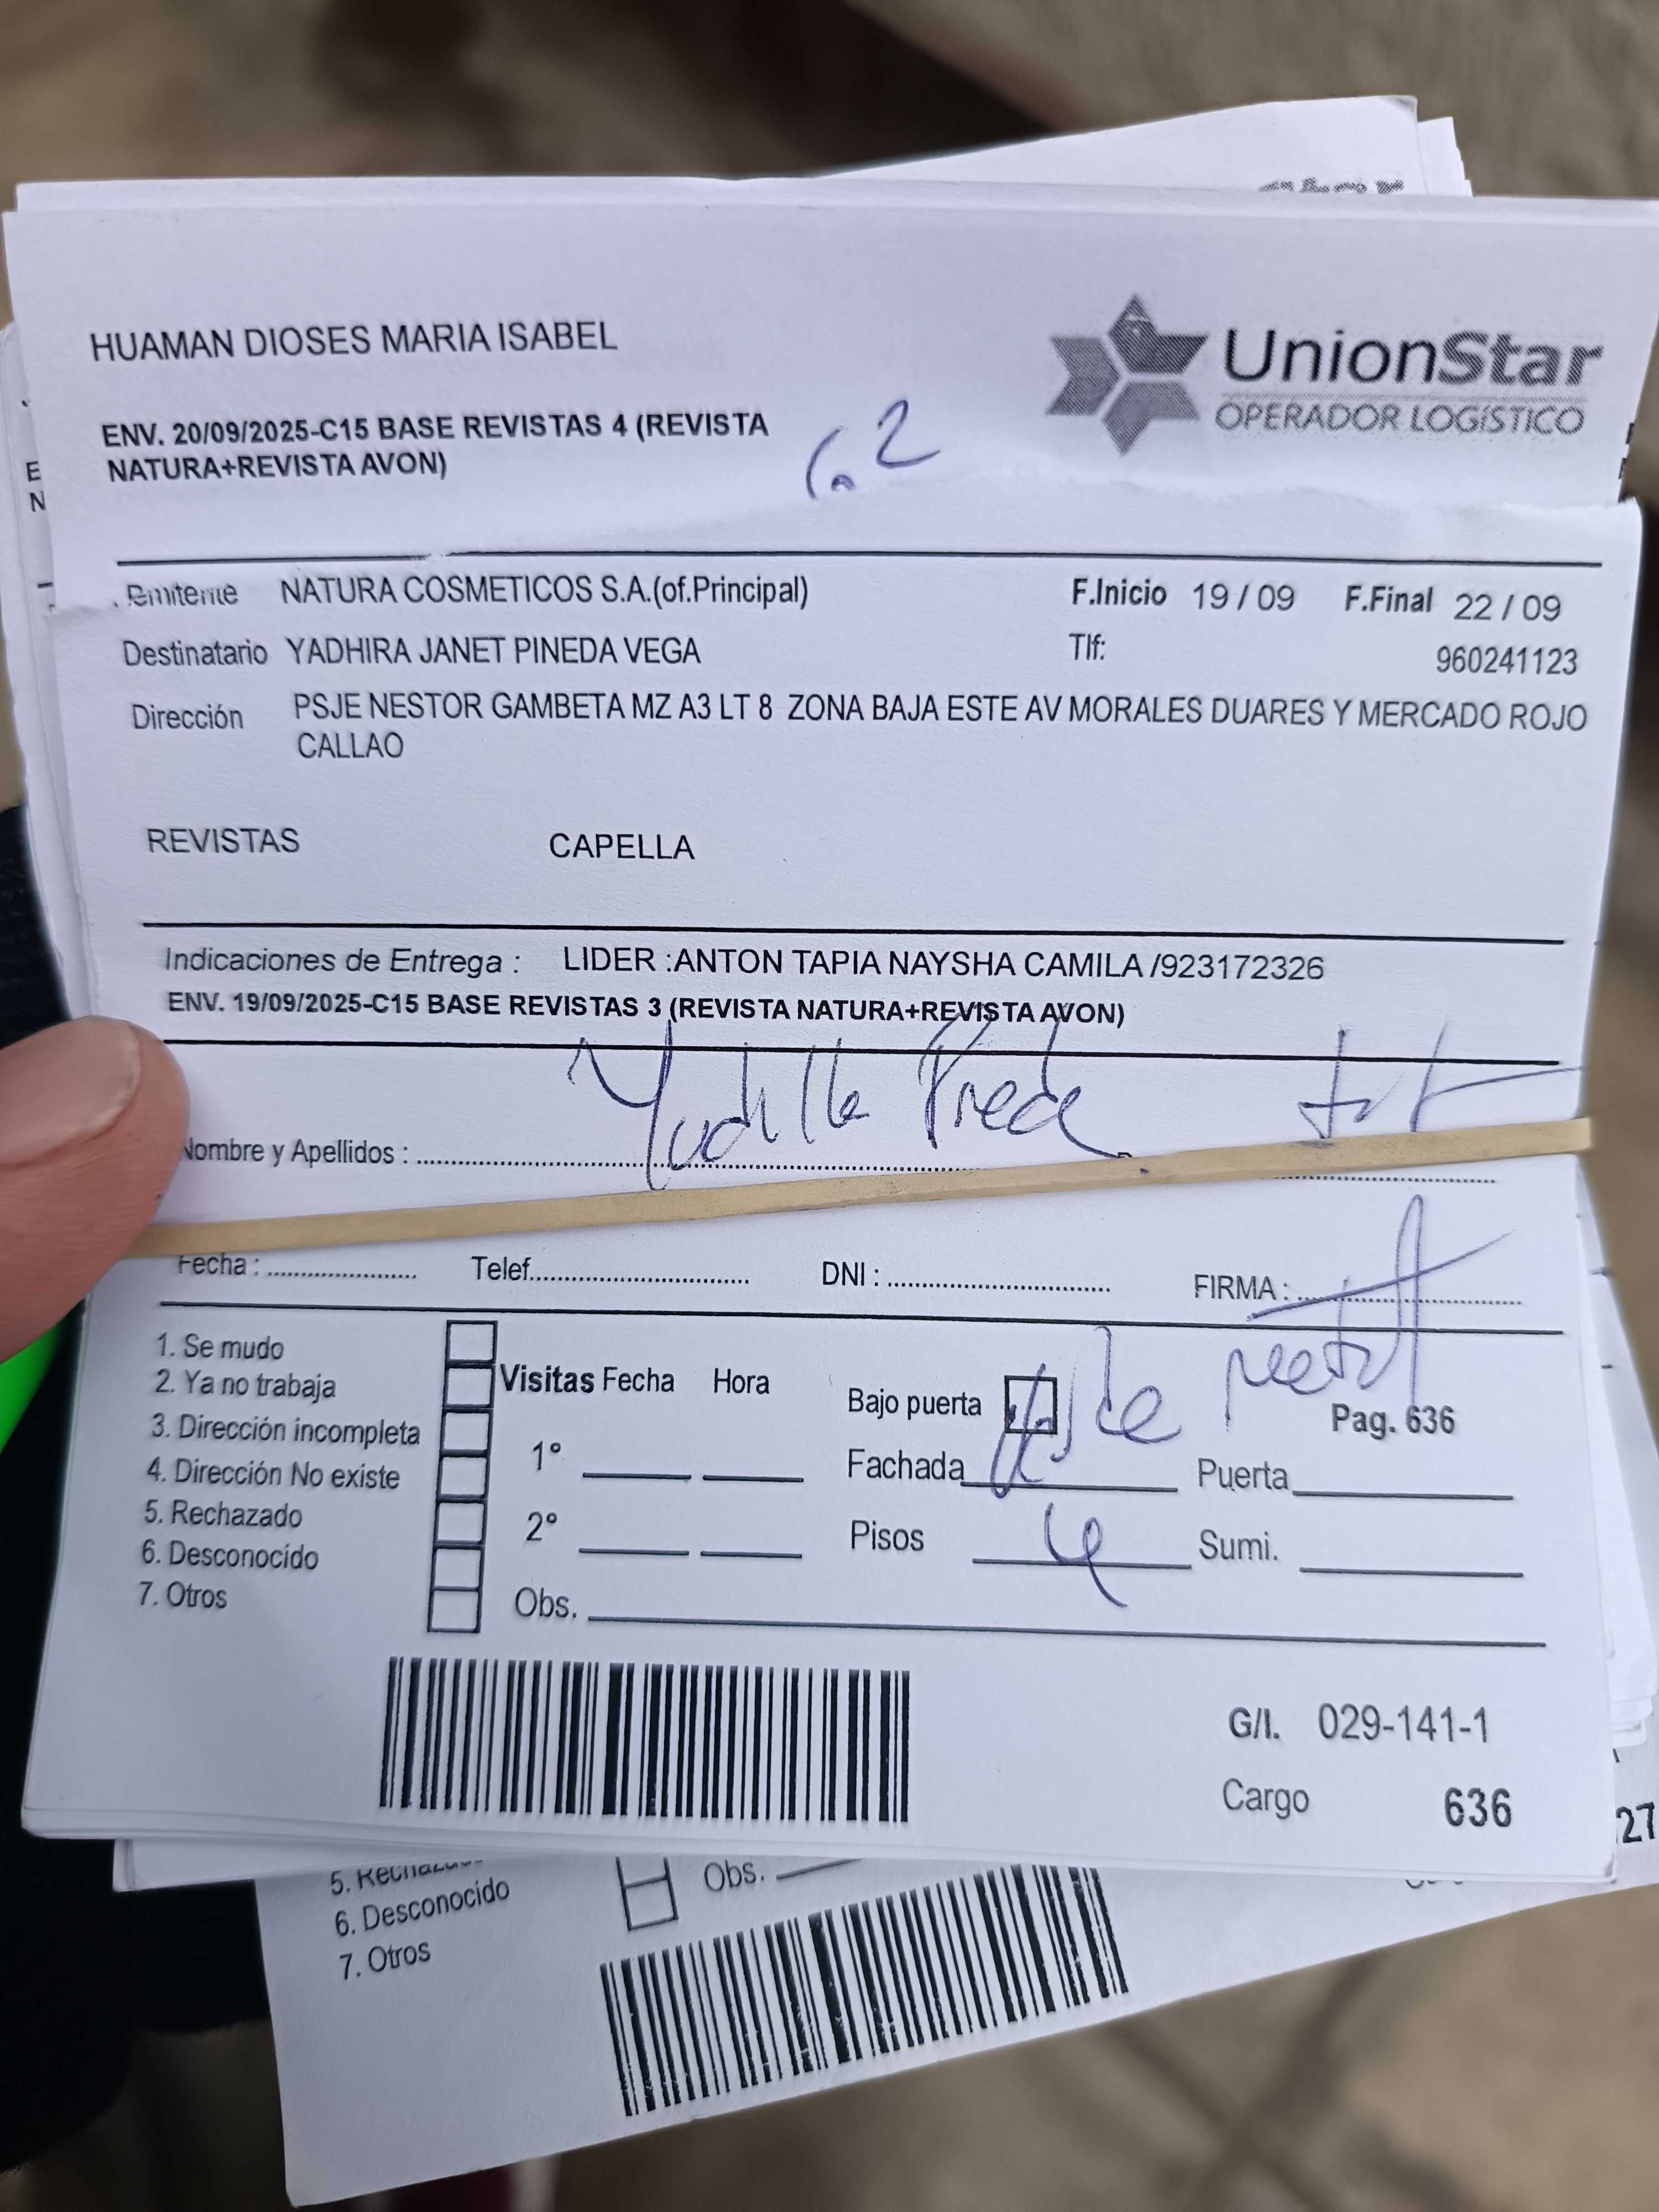 HUAMAN DIOSES MARIA ISABEL
UnionStar
OPERADOR LOGÍSTICO
ENV. 20/09/2025-C15 BASE REVISTAS 4 (REVISTA
NATURA+REVISTA AVON)
Remitente NATURA COSMETICOS S.A.(of.Principal) F.Inicio 19 / 09 F.Final 22 / 09
Destinatario YADHIRA JANET PINEDA VEGA Tlf: 960241123
Dirección PSJE NESTOR GAMBETA MZ A3 LT 8 ZONA BAJA ESTE AV MORALES DUARES Y MERCADO ROJO
CALLAO
REVISTAS CAPELLA
Indicaciones de Entrega : LIDER :ANTON TAPIA NAYSHA CAMILA /923172326
ENV. 19/09/2025-C15 BASE REVISTAS 3 (REVISTA NATURA+REVISTA AVON)
Nombre y Apellidos :
Fecha : Telef. DNI : FIRMA :
1. Se mudo
2. Ya no trabaja
3. Dirección incompleta
4. Dirección No existe
5. Rechazado
6. Desconocido
7. Otros
Visitas Fecha Hora
1°
2°
Obs.
Bajo puerta
Pag. 636
Fachada Puerta
Pisos 4 Sumi.
G/I. 029-141-1
Cargo 636
27
5. Rechazado
6. Desconocido
7. Otros
Obs.